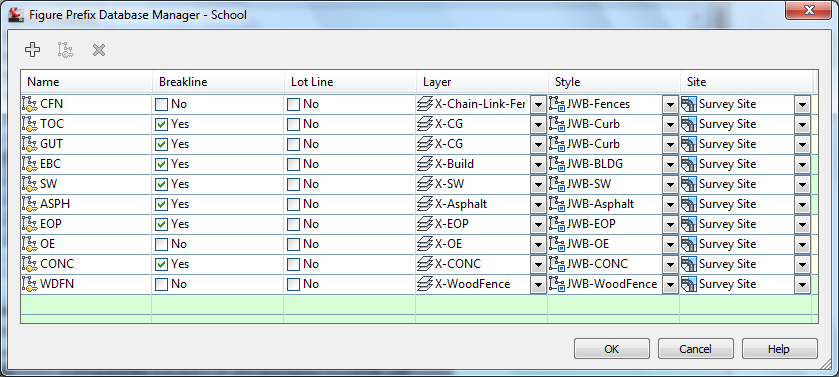 Figure Prefix Database Manager - School
Name Breakline Lot Line Layer Style Site
CFN No No X-Chain-Link-Fer JWB-Fences Survey Site
TOC Yes No X-CG JWB-Curb Survey Site
GUT Yes No X-CG JWB-Curb Survey Site
EBC Yes No X-Build JWB-BLDG Survey Site
SW Yes No X-SW JWB-SW Survey Site
ASPH Yes No X-Asphalt JWB-Asphalt Survey Site
EOP Yes No X-EOP JWB-EOP Survey Site
OE No No X-OE JWB-OE Survey Site
CONC Yes No X-CONC JWB-CONC Survey Site
WDFN No No X-WoodFence JWB-WoodFence Survey Site
OK Cancel Help